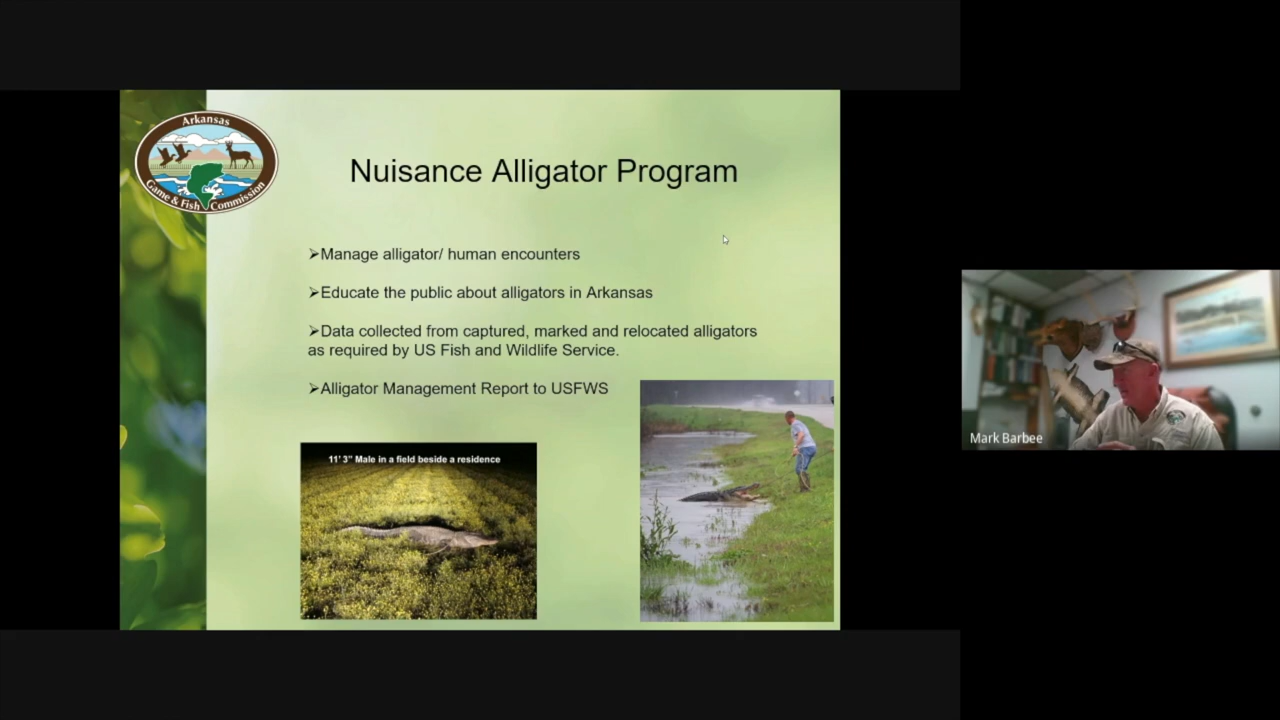 Arkansas
Game & Fish Commission
Nuisance Alligator Program
➢Manage alligator/ human encounters
➢Educate the public about alligators in Arkansas
➢Data collected from captured, marked and relocated alligators
as required by US Fish and Wildlife Service.
➢Alligator Management Report to USFWS
11' 3" Male in a field beside a residence
Mark Barbee